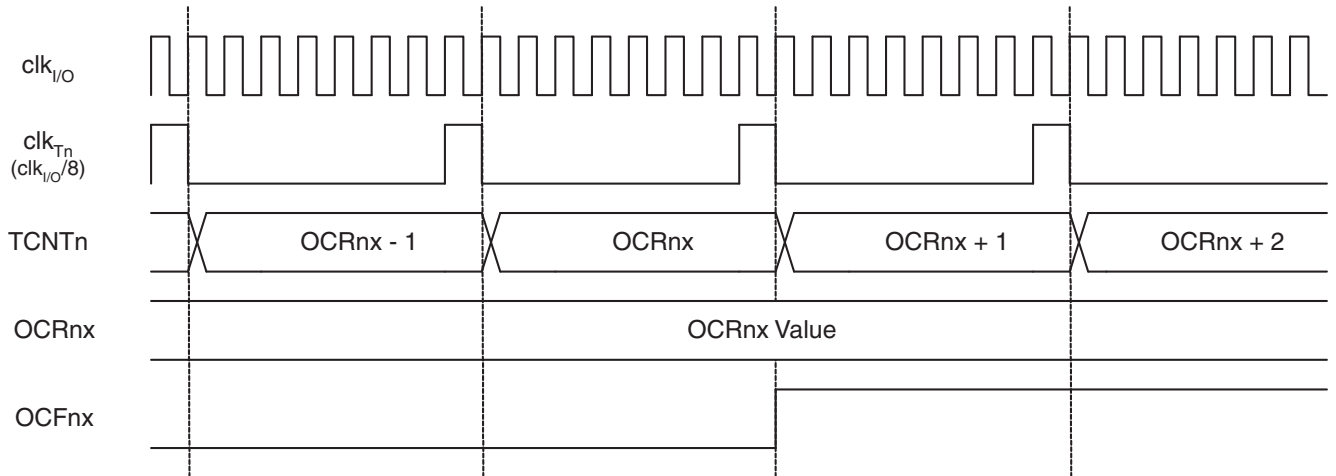 clkI/O
clkTn
(clkI/O/8)
TCNTn
OCRnx - 1
OCRnx
OCRnx + 1
OCRnx + 2
OCRnx
OCRnx Value
OCFnx